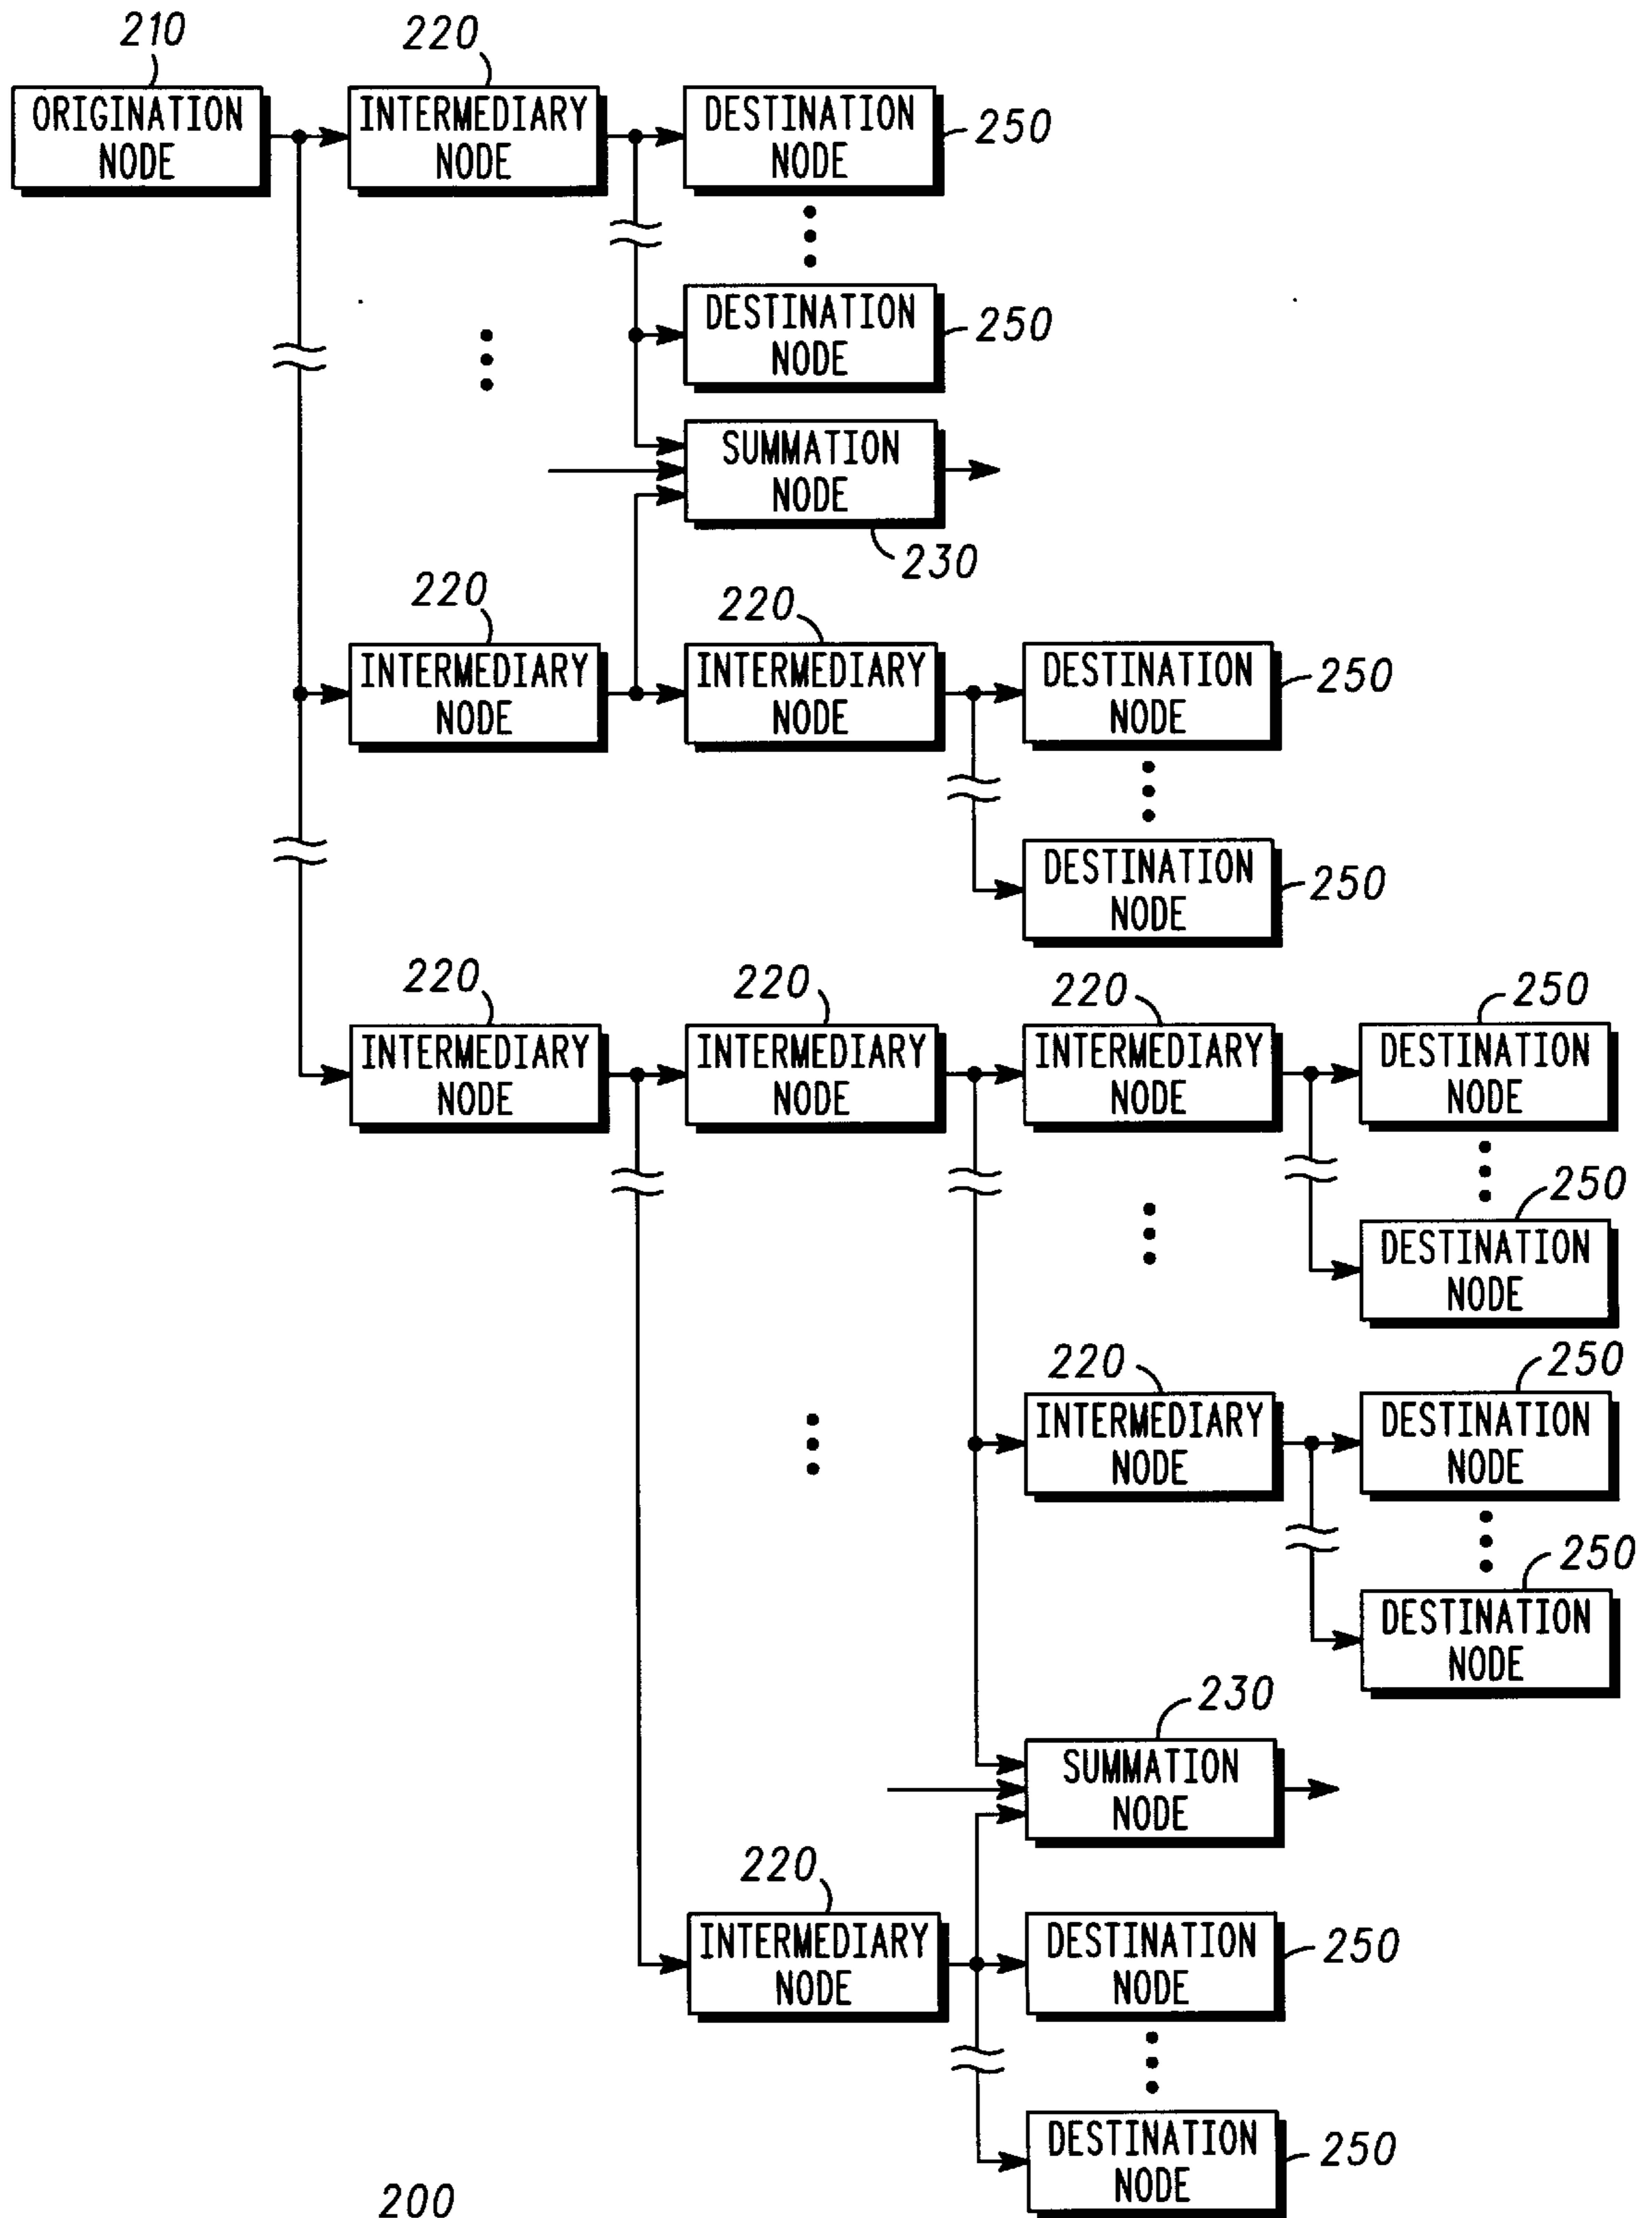 210
220
ORIGINATION
NODE
INTERMEDIARY
NODE
DESTINATION
NODE
250
DESTINATION
NODE
250
SUMMATION
NODE
230
220
220
INTERMEDIARY
NODE
INTERMEDIARY
NODE
DESTINATION
NODE
250
DESTINATION
NODE
250
220
220
220
250
INTERMEDIARY
NODE
INTERMEDIARY
NODE
INTERMEDIARY
NODE
DESTINATION
NODE
250
DESTINATION
NODE
220
250
INTERMEDIARY
NODE
DESTINATION
NODE
250
DESTINATION
NODE
230
SUMMATION
NODE
220
INTERMEDIARY
NODE
DESTINATION
NODE
250
DESTINATION
NODE
250
200